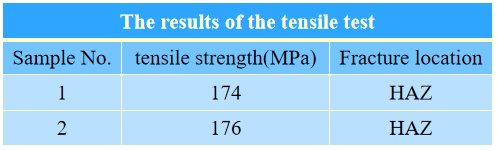 The results of the tensile test
Sample No. tensile strength(MPa) Fracture location
1 174 HAZ
2 176 HAZ